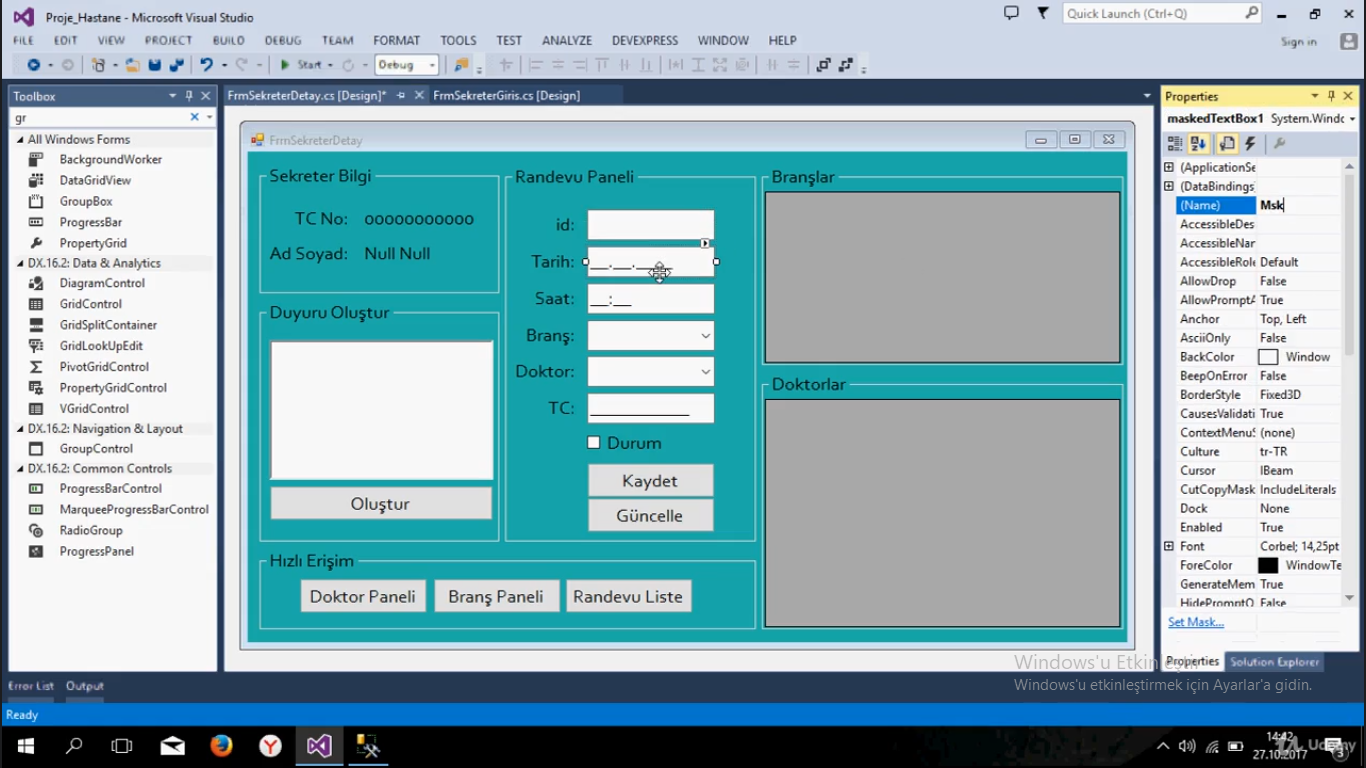 Proje_Hastane - Microsoft Visual Studio
Quick Launch (Ctrl+Q)
FILE EDIT VIEW PROJECT BUILD DEBUG TEAM FORMAT TOOLS TEST ANALYZE DEVEXPRESS WINDOW HELP
Sign in
Start
Debug
Toolbox
gr
All Windows Forms
BackgroundWorker
DataGridView
GroupBox
ProgressBar
PropertyGrid
DX.16.2: Data & Analytics
DiagramControl
GridControl
GridSplitContainer
GridLookUpEdit
PivotGridControl
PropertyGridControl
VGridControl
DX.16.2: Navigation & Layout
GroupControl
DX.16.2: Common Controls
ProgressBarControl
MarqueeProgressBarControl
RadioGroup
ProgressPanel
FrmSekreterDetay.cs [Design]*
FrmSekreterGiris.cs [Design]
FrmSekreterDetay
Sekreter Bilgi
TC No: 00000000000
Ad Soyad: Null Null
Duyuru Oluştur
Oluştur
Randevu Paneli
id:
Tarih: __.__.____
Saat: __:__
Branş:
Doktor:
TC: ___________
Durum
Kaydet
Güncelle
Hızlı Erişim
Doktor Paneli
Branş Paneli
Randevu Liste
Branşlar
Doktorlar
Properties
maskedTextBox1 System.Windc
(ApplicationSe
(DataBindings
(Name) Msk
AccessibleDes
AccessibleNar
AccessibleRole Default
AllowDrop False
AllowPromptA True
Anchor Top, Left
AsciiOnly False
BackColor Window
BeepOnError False
BorderStyle Fixed3D
CausesValidati True
ContextMenuS (none)
Culture tr-TR
Cursor IBeam
CutCopyMask IncludeLiterals
Dock None
Enabled True
Font Corbel; 14,25pt
ForeColor WindowTe
GenerateMem True
HidePromptO False
Set Mask...
Properties
Solution Explorer
Windows'u Etkinleştir
Windows'u etkinleştirmek için Ayarlar'a gidin.
Error List
Output
Ready
14:42
27.10.2017
3
Udemy